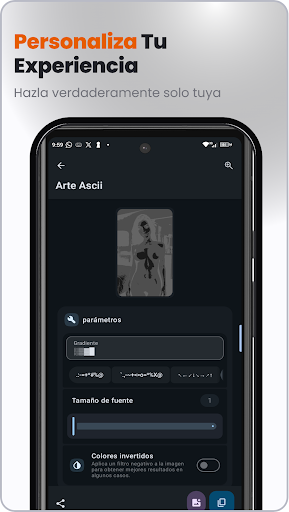 Personaliza Tu
Experiencia
Hazla verdaderamente solo tuya
9:59
Arte Ascii
parámetros
Gradiente
.:-=+*#%@
Tamaño de fuente
1
Colores invertidos
Aplica un filtro negativo a la imagen
para obtener mejores resultados en
algunos casos.